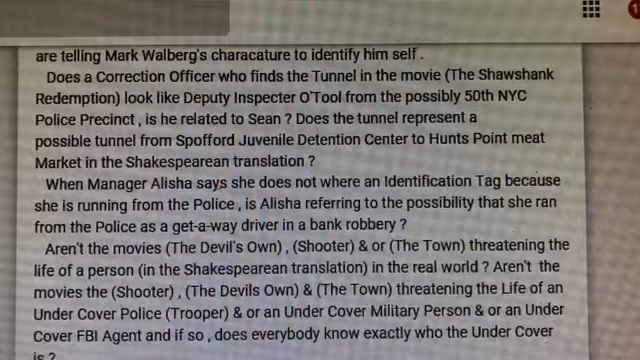 are telling Mark Walberg's characature to identify him self .
Does a Correction Officer who finds the Tunnel in the movie (The Shawshank
Redemption) look like Deputy Inspecter O'Tool from the possibly 50th NYC
Police Precinct , is he related to Sean ? Does the tunnel represent a
possible tunnel from Spofford Juvenile Detention Center to Hunts Point meat
Market in the Shakespearean translation ?
When Manager Alisha says she does not where an Identification Tag because
she is running from the Police , is Alisha referring to the possibility that she ran
from the Police as a get-a-way driver in a bank robbery ?
Aren't the movies (The Devil's Own) , (Shooter) & or (The Town) threatening the
life of a person (in the Shakespearean translation) in the real world ? Aren't the
movies the (Shooter) , (The Devils Own) & (The Town) threatening the Life of an
Under Cover Police (Trooper) & or an Under Cover Military Person & or an Under
Cover FBI Agent and if so , does everybody know exactly who the Under Cover
is ?